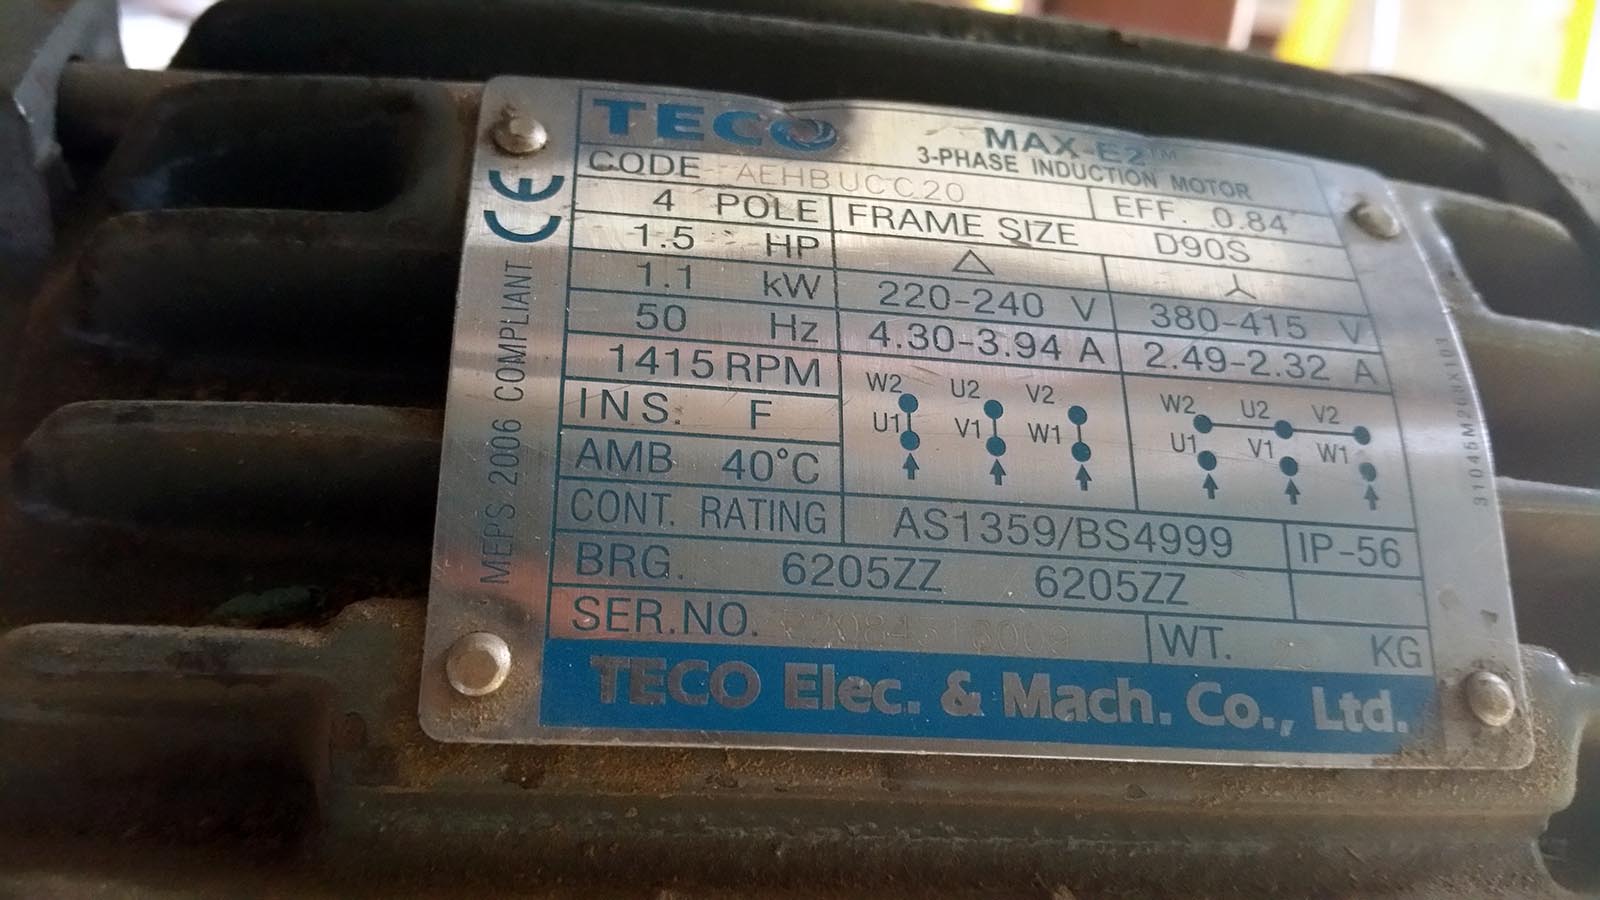 TECO MAX-E2™
3-PHASE INDUCTION MOTOR
CODE AEHBUCC20 EFF. 0.84
4 POLE FRAME SIZE D90S
1.5 HP △ Y
1.1 kW 220-240 V 380-415 V
50 Hz 4.30-3.94 A 2.49-2.32 A
1415 RPM
W2 U2 V2 W2 U2 V2
U1 V1 W1 U1 V1 W1
INS. F
AMB 40°C
CONT. RATING AS1359/BS4999 IP-56
BRG. 6205ZZ 6205ZZ
SER.NO. WT. KG
TECO Elec. & Mach. Co., Ltd.
CE
MEPS 2006 COMPLIANT